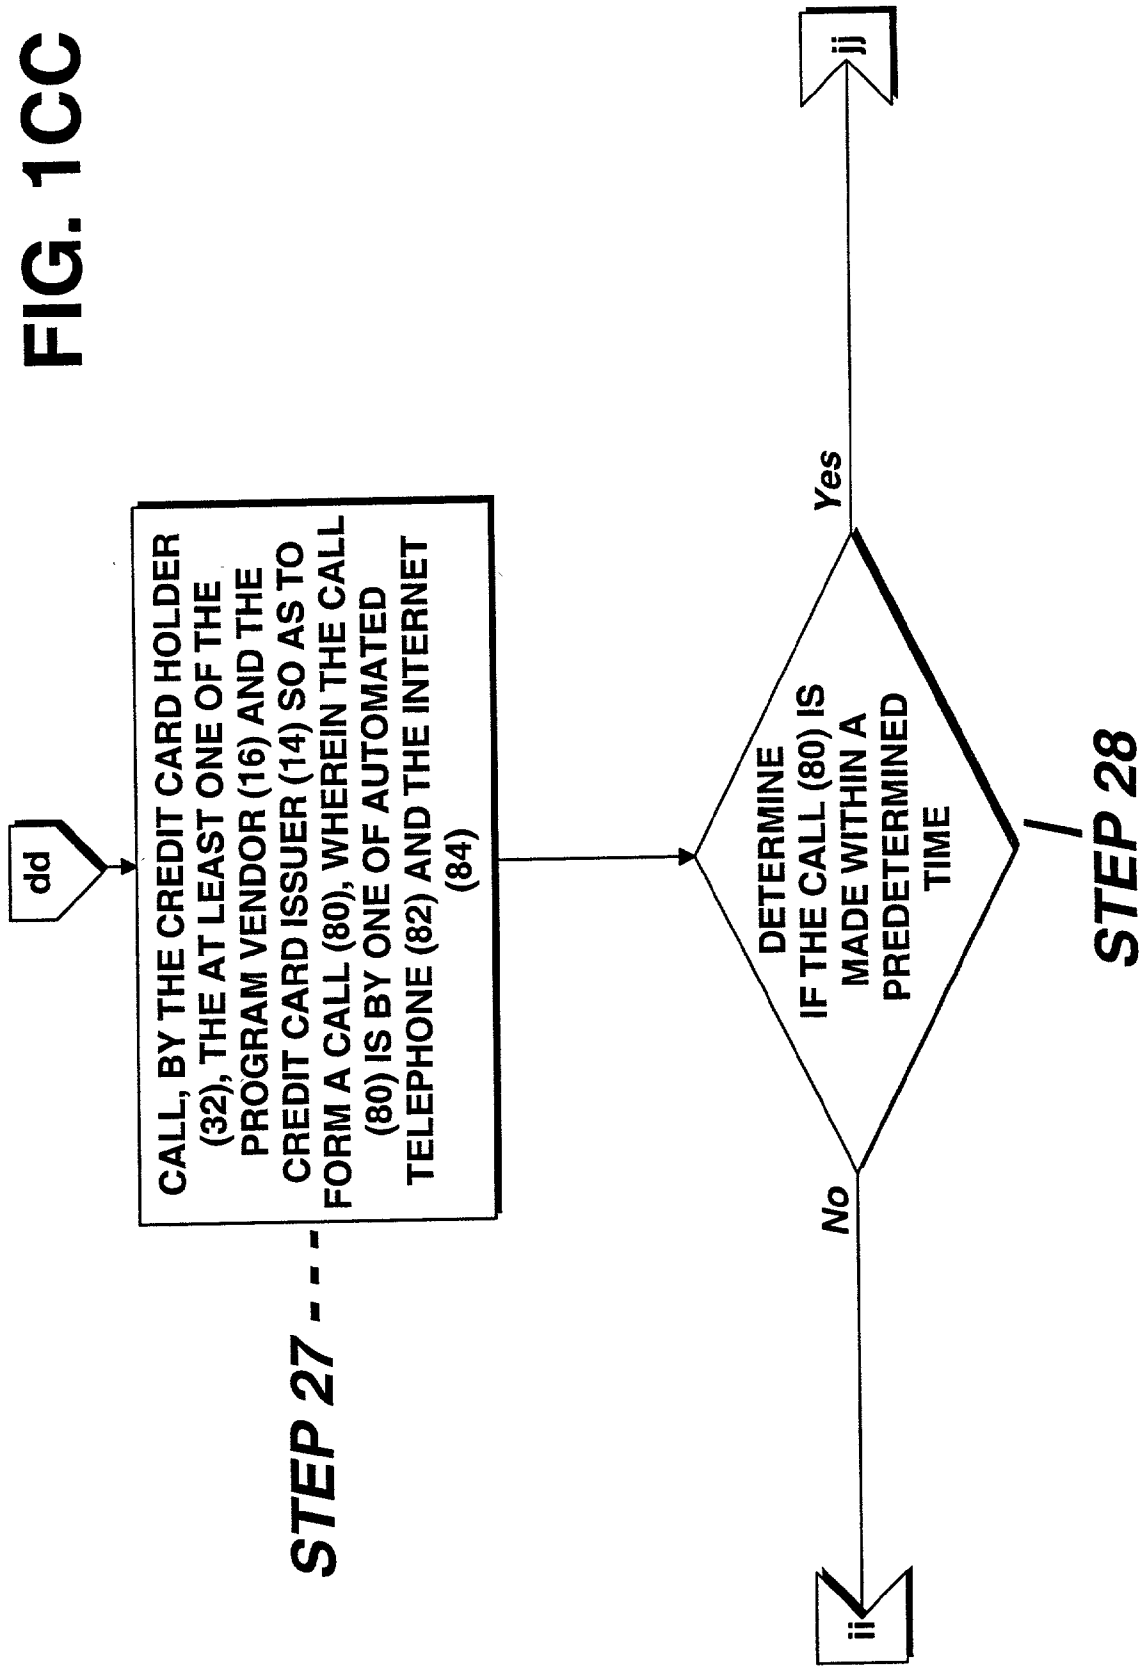 FIG. 1CC
dd
CALL, BY THE CREDIT CARD HOLDER
(32), THE AT LEAST ONE OF THE
PROGRAM VENDOR (16) AND THE
CREDIT CARD ISSUER (14) SO AS TO
FORM A CALL (80), WHEREIN THE CALL
(80) IS BY ONE OF AUTOMATED
TELEPHONE (82) AND THE INTERNET
(84)
STEP 27 - - -
DETERMINE
IF THE CALL (80) IS
MADE WITHIN A
PREDETERMINED
TIME
No
Yes
ii
jj
STEP 28